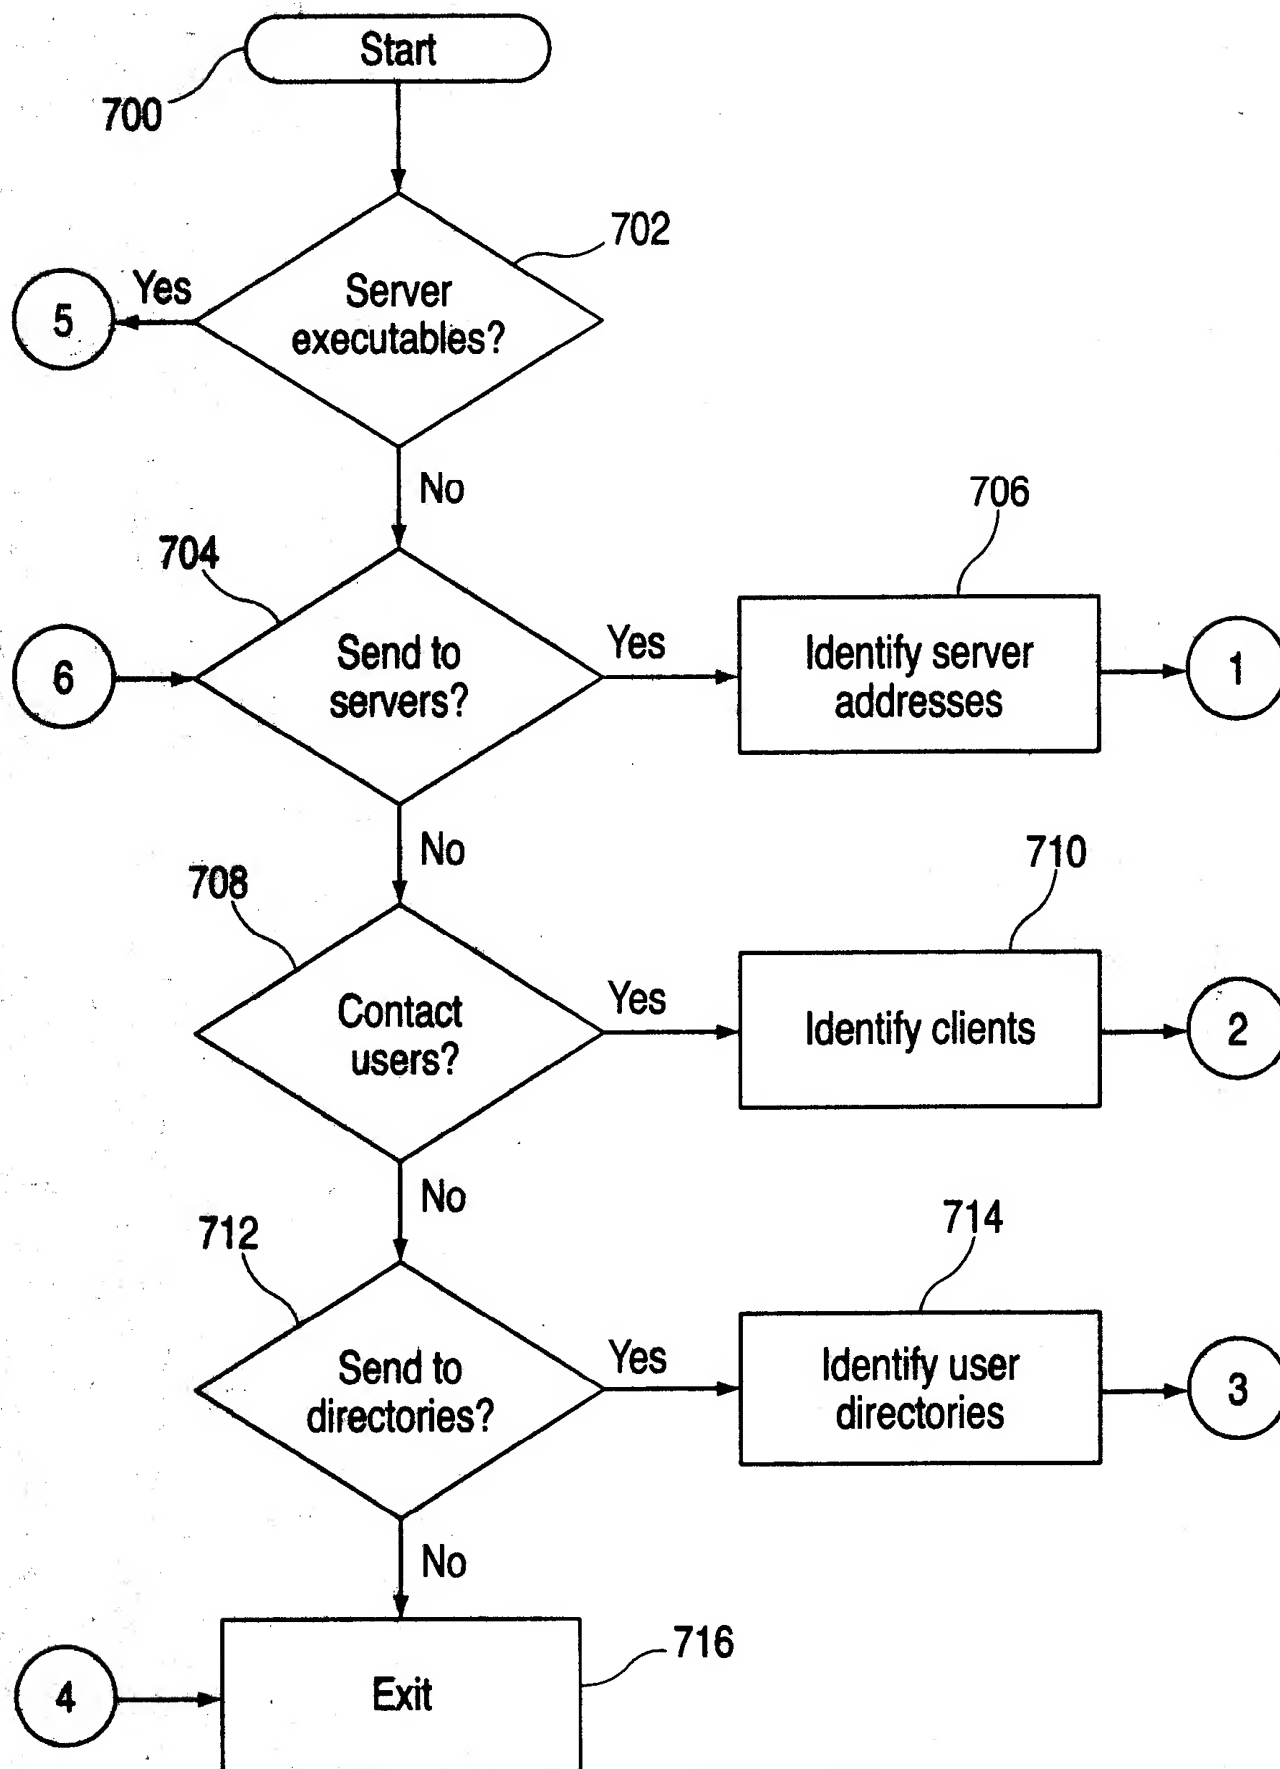 Start
700
702
Yes
5
Server
executables?
No
706
704
Yes
6
Send to
servers?
Identify server
addresses
1
No
710
708
Yes
Contact
users?
Identify clients
2
No
714
712
Yes
Send to
directories?
Identify user
directories
3
No
716
4
Exit